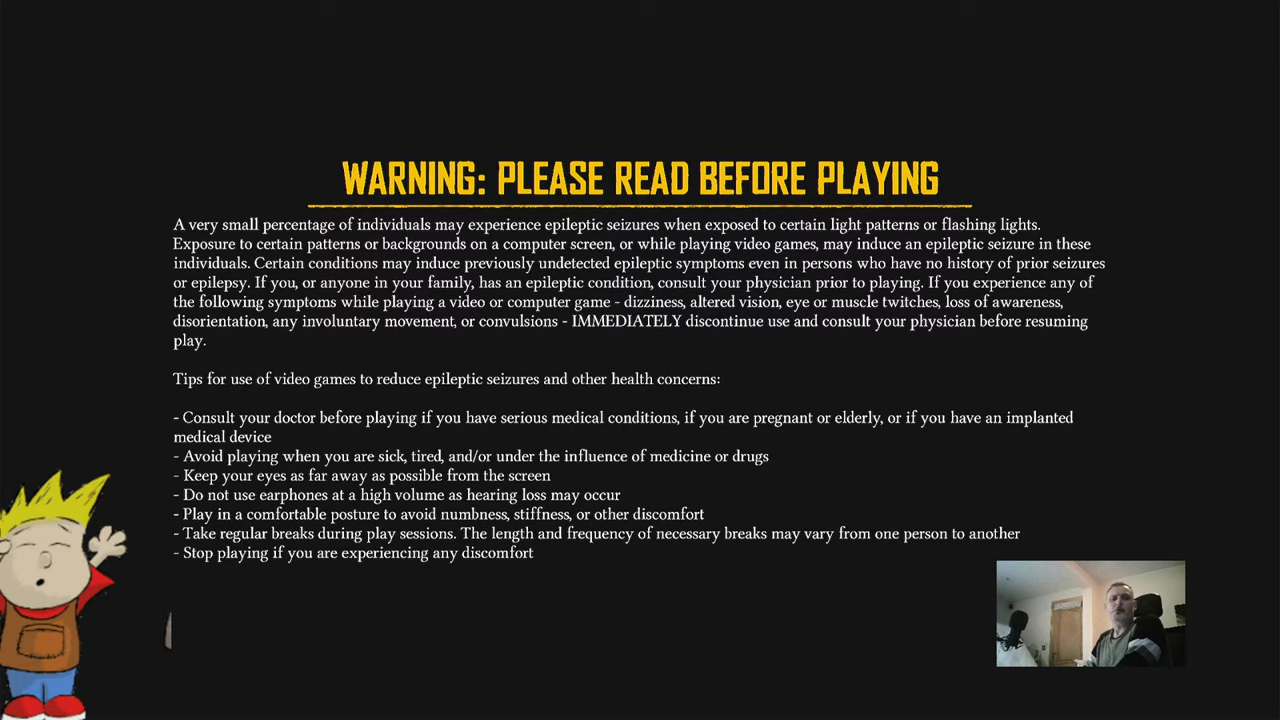 WARNING: PLEASE READ BEFORE PLAYING
A very small percentage of individuals may experience epileptic seizures when exposed to certain light patterns or flashing lights.
Exposure to certain patterns or backgrounds on a computer screen, or while playing video games, may induce an epileptic seizure in these
individuals. Certain conditions may induce previously undetected epileptic symptoms even in persons who have no history of prior seizures
or epilepsy. If you, or anyone in your family, has an epileptic condition, consult your physician prior to playing. If you experience any of
the following symptoms while playing a video or computer game - dizziness, altered vision, eye or muscle twitches, loss of awareness,
disorientation, any involuntary movement, or convulsions - IMMEDIATELY discontinue use and consult your physician before resuming
play.
Tips for use of video games to reduce epileptic seizures and other health concerns:
- Consult your doctor before playing if you have serious medical conditions, if you are pregnant or elderly, or if you have an implanted
medical device
- Avoid playing when you are sick, tired, and/or under the influence of medicine or drugs
- Keep your eyes as far away as possible from the screen
- Do not use earphones at a high volume as hearing loss may occur
- Play in a comfortable posture to avoid numbness, stiffness, or other discomfort
- Take regular breaks during play sessions. The length and frequency of necessary breaks may vary from one person to another
- Stop playing if you are experiencing any discomfort